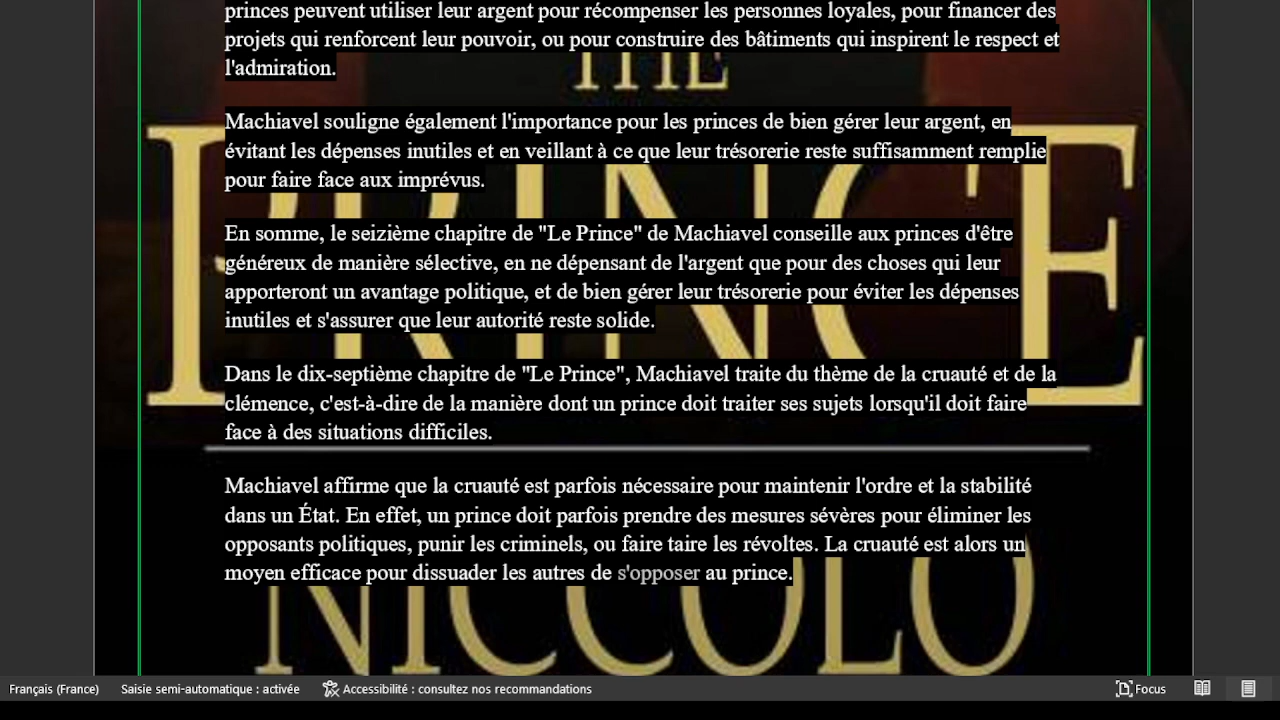 princes peuvent utiliser leur argent pour récompenser les personnes loyales, pour financer des
projets qui renforcent leur pouvoir, ou pour construire des bâtiments qui inspirent le respect et
l'admiration.
THE
Machiavel souligne également l'importance pour les princes de bien gérer leur argent, en
évitant les dépenses inutiles et en veillant à ce que leur trésorerie reste suffisamment remplie
pour faire face aux imprévus.
PRINCE
En somme, le seizième chapitre de "Le Prince" de Machiavel conseille aux princes d'être
généreux de manière sélective, en ne dépensant de l'argent que pour des choses qui leur
apporteront un avantage politique, et de bien gérer leur trésorerie pour éviter les dépenses
inutiles et s'assurer que leur autorité reste solide.
Dans le dix-septième chapitre de "Le Prince", Machiavel traite du thème de la cruauté et de la
clémence, c'est-à-dire de la manière dont un prince doit traiter ses sujets lorsqu'il doit faire
face à des situations difficiles.
Machiavel affirme que la cruauté est parfois nécessaire pour maintenir l'ordre et la stabilité
dans un État. En effet, un prince doit parfois prendre des mesures sévères pour éliminer les
opposants politiques, punir les criminels, ou faire taire les révoltes. La cruauté est alors un
moyen efficace pour dissuader les autres de s'opposer au prince.
NICCOLO
Français (France) Saisie semi-automatique : activée Accessibilité : consultez nos recommandations Focus